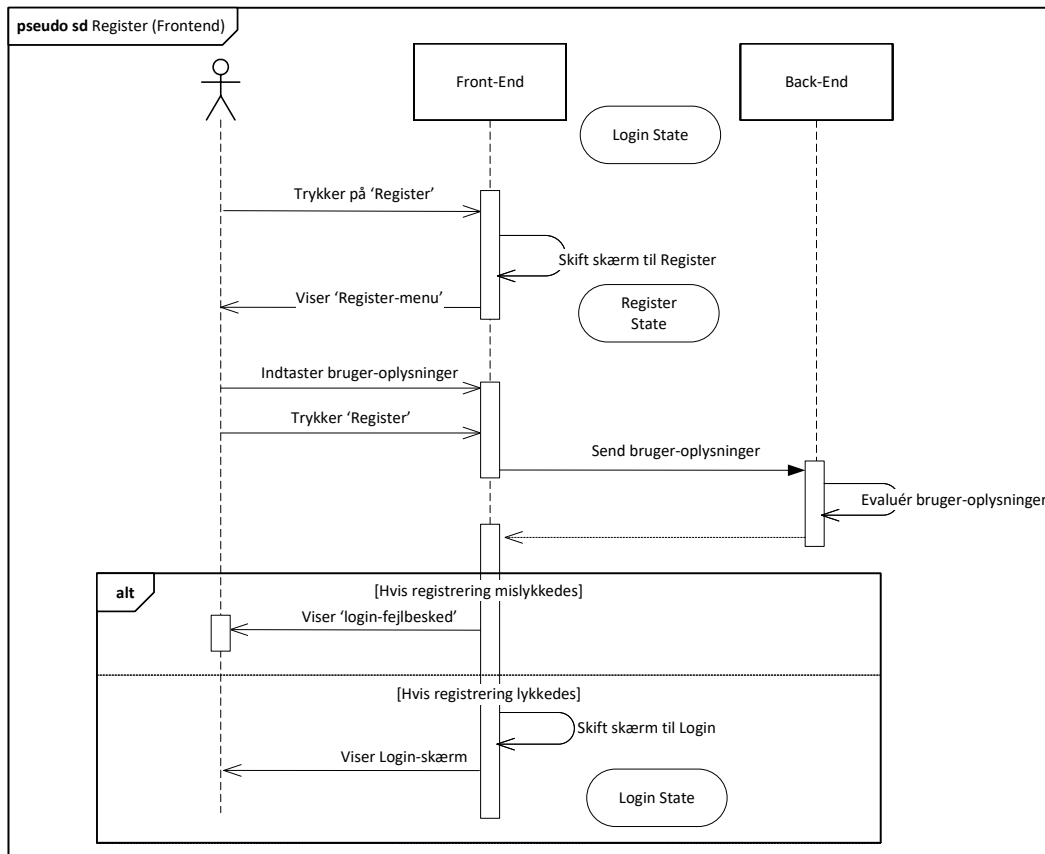 pseudo sd Register (Frontend)
Front-End
Back-End
Login State
Trykker på ‘Register’
Skift skærm til Register
Viser ‘Register-menu’
Register
State
Indtaster bruger-oplysninger
Trykker ‘Register’
Send bruger-oplysninger
Evaluér bruger-oplysninger
alt
[Hvis registrering mislykkedes]
Viser ‘login-fejlbesked’
[Hvis registrering lykkedes]
Skift skærm til Login
Viser Login-skærm
Login State